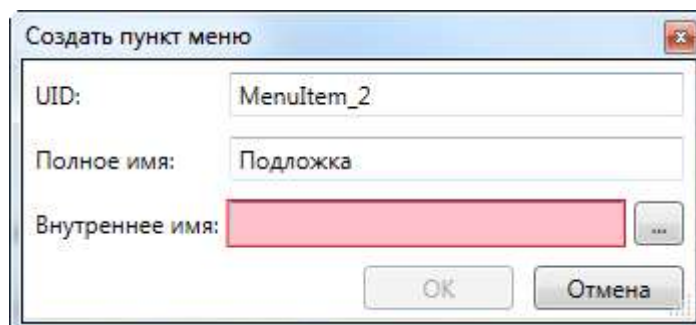 Создать пункт меню
UID: MenuItem_2
Полное имя: Подложка
Внутреннее имя: ...
OK Отмена